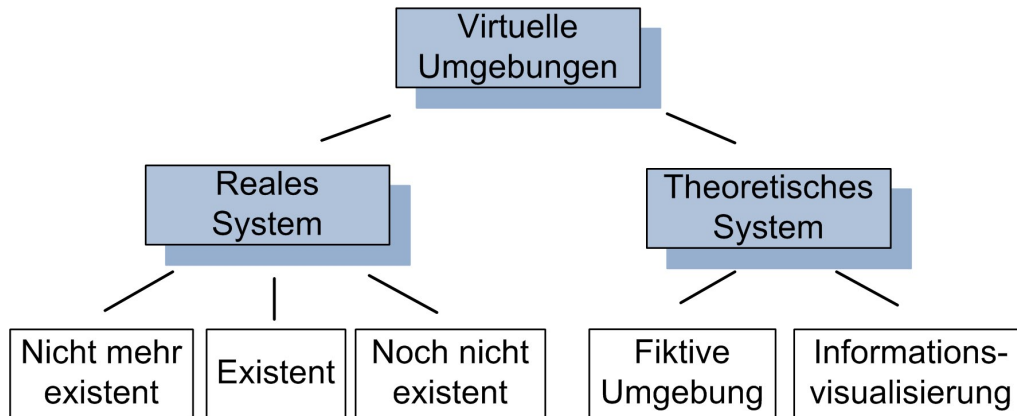 Virtuelle
Umgebungen
Reales
System
Theoretisches
System
Nicht mehr
existent
Existent
Noch nicht
existent
Fiktive
Umgebung
Informations-
visualisierung